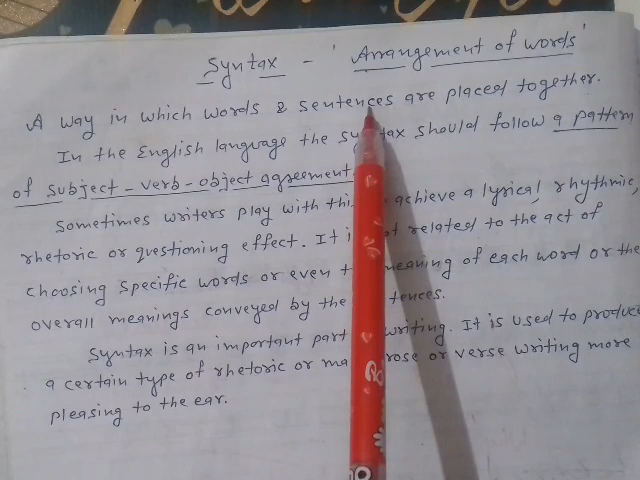 Syntax - 'Arrangement of words'
A way in which words & sentences are placed together.
In the English language the sy tax should follow a pattern
of subject-verb-object agreement
Sometimes writers play with thi achieve a lyrical, rhythmic,
rhetoric or questioning effect. It i t related to the act of
choosing specific words or even t meaning of each word or the
overall meanings conveyed by the tences.
Syntax is an important part writing. It is used to produc
a certain type of rhetoric or ma rose or verse writing more
pleasing to the ear.